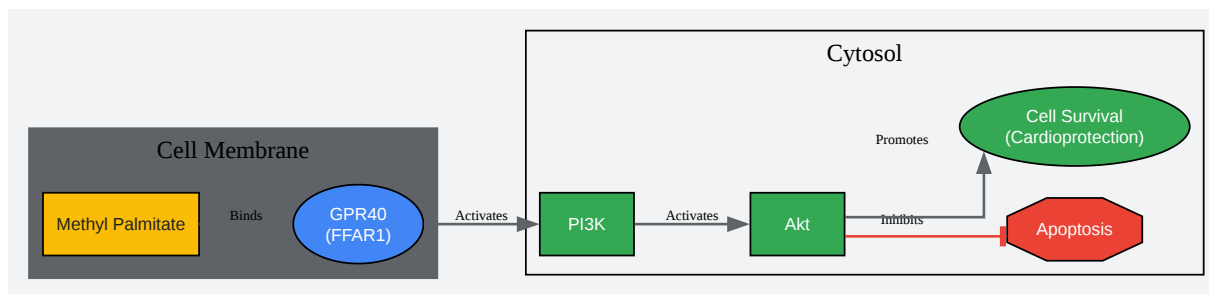 Cytosol
Cell Survival
(Cardioprotection)
Promotes
Cell Membrane
Methyl Palmitate
Binds
GPR40
(FFAR1)
Activates
PI3K
Activates
Akt
Inhibits
Apoptosis